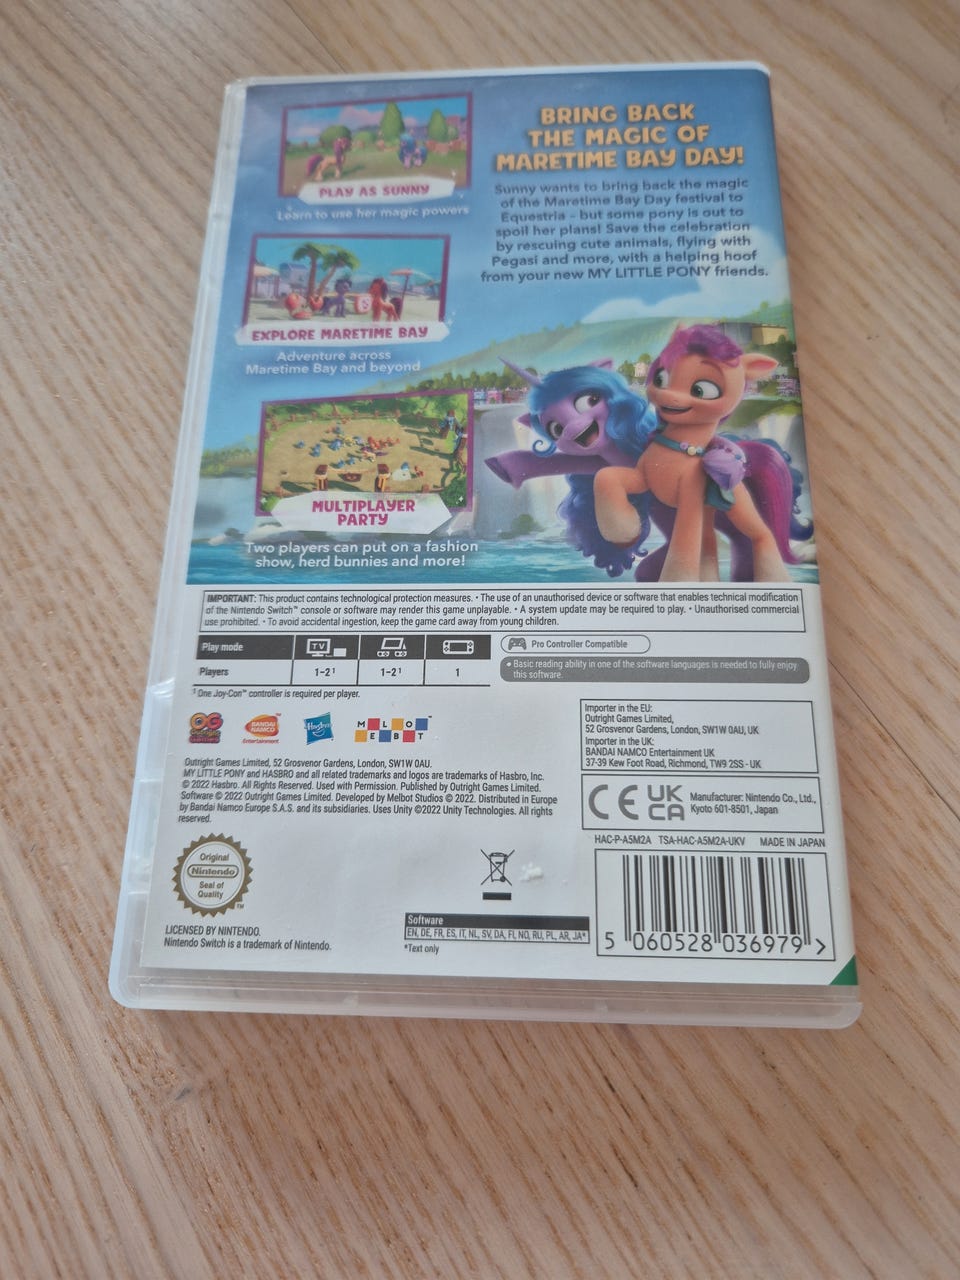 BRING BACK
THE MAGIC OF
MARETIME BAY DAY!
Sunny wants to bring back the magic
of the Maretime Bay Day festival to
Equestria - but some pony is out to
spoil her plans! Save the celebration
by rescuing cute animals, flying with
Pegasi and more, with a helping hoof
from your new MY LITTLE PONY friends.
PLAY AS SUNNY
Learn to use her magic powers
EXPLORE MARETIME BAY
Adventure across
Maretime Bay and beyond
MULTIPLAYER
PARTY
Two players can put on a fashion
show, herd bunnies and more!
IMPORTANT: This product contains technological protection measures. • The use of an unauthorised device or software that enables technical modification
of the Nintendo Switch™ console or software may render this game unplayable. • A system update may be required to play. • Unauthorised commercial
use prohibited. • To avoid accidental ingestion, keep the game card away from young children.
Play mode TV
Players 1-2¹ 1-2¹ 1
¹ One Joy-Con™ controller is required per player.
Pro Controller Compatible
• Basic reading ability in one of the software languages is needed to fully enjoy
this software.
OG
BANDAI
NAMCO
Entertainment
Hasbro
MELBOT
Outright Games Limited, 52 Grosvenor Gardens, London, SW1W 0AU.
MY LITTLE PONY and HASBRO and all related trademarks and logos are trademarks of Hasbro, Inc.
© 2022 Hasbro. All Rights Reserved. Used with Permission. Published by Outright Games Limited.
Software © 2022 Outright Games Limited. Developed by Melbot Studios © 2022. Distributed in Europe
by Bandai Namco Europe S.A.S. and its subsidiaries. Uses Unity ©2022 Unity Technologies. All rights
reserved.
Importer in the EU:
Outright Games Limited,
52 Grosvenor Gardens, London, SW1W 0AU, UK
Importer in the UK:
BANDAI NAMCO Entertainment UK
37-39 Kew Foot Road, Richmond, TW9 2SS - UK
CE UK
CA
Manufacturer: Nintendo Co., Ltd.,
Kyoto 601-8501, Japan
HAC-P-A5M2A TSA-HAC-A5M2A-UKV MADE IN JAPAN
5 060528 036979 >
Original
Nintendo
Seal of
Quality
™
LICENSED BY NINTENDO.
Nintendo Switch is a trademark of Nintendo.
Software
EN, DE, FR, ES, IT, NL, SV, DA, FI, NO, RU, PL, AR, JA*
*Text only